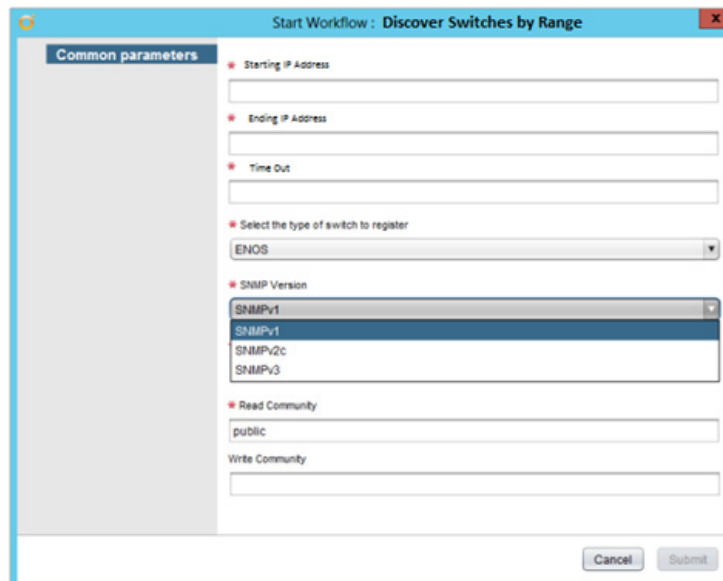 Start Workflow : Discover Switches by Range
x
Common parameters
* Starting IP Address
* Ending IP Address
* Time Out
* Select the type of switch to register
ENOS
* SNMP Version
SNMPv1
SNMPv1
SNMPv2c
SNMPv3
* Read Community
public
Write Community
Cancel
Submit